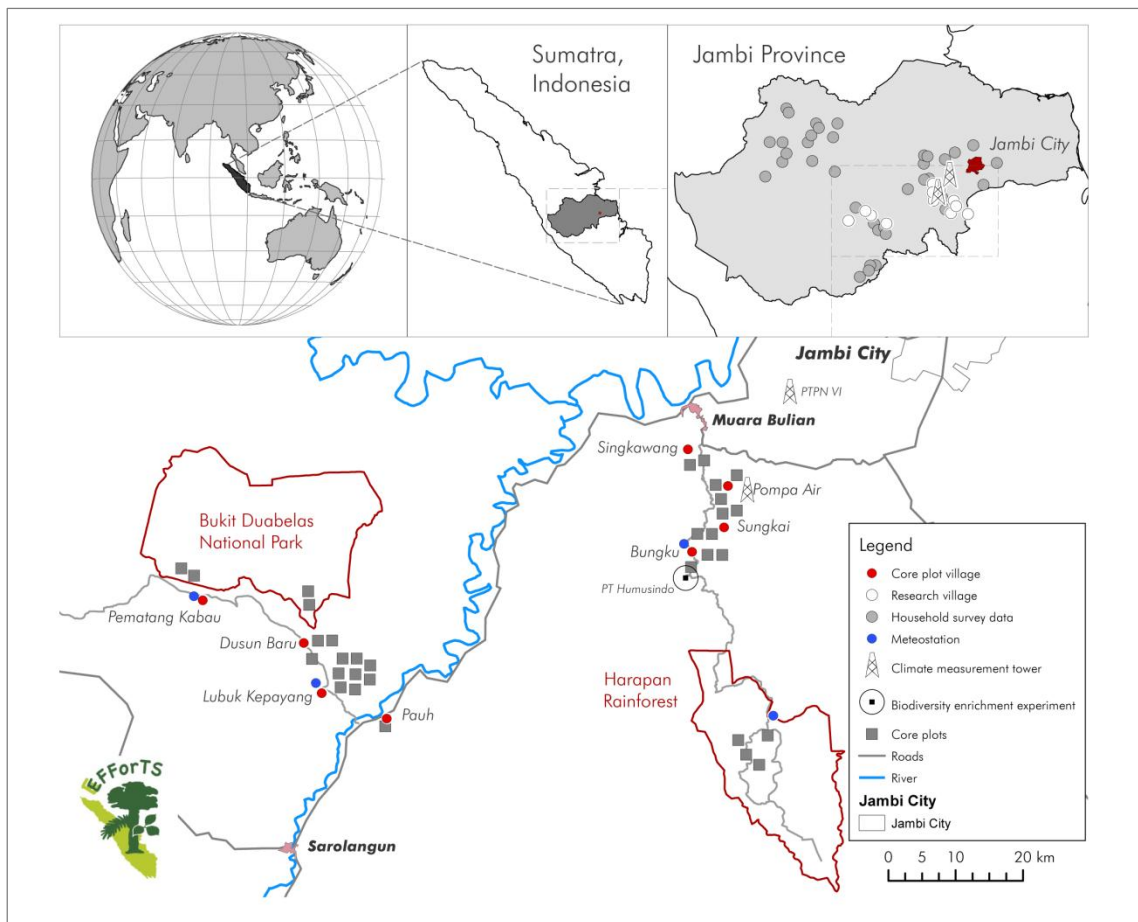 Sumatra,
Indonesia
Jambi Province
Jambi City
Jambi City
PTPN VI
Muara Bulian
Singkawang
Pompa Air
Sungkai
Bungku
PT Humusindo
Bukit Duabelas
National Park
Pematang Kabau
Dusun Baru
Lubuk Kepayang
Pauh
Harapan
Rainforest
Sarolangun
EFForTS
Legend
Core plot village
Research village
Household survey data
Meteostation
Climate measurement tower
Biodiversity enrichment experiment
Core plots
Roads
River
Jambi City
Jambi City
0 5 10 20 km